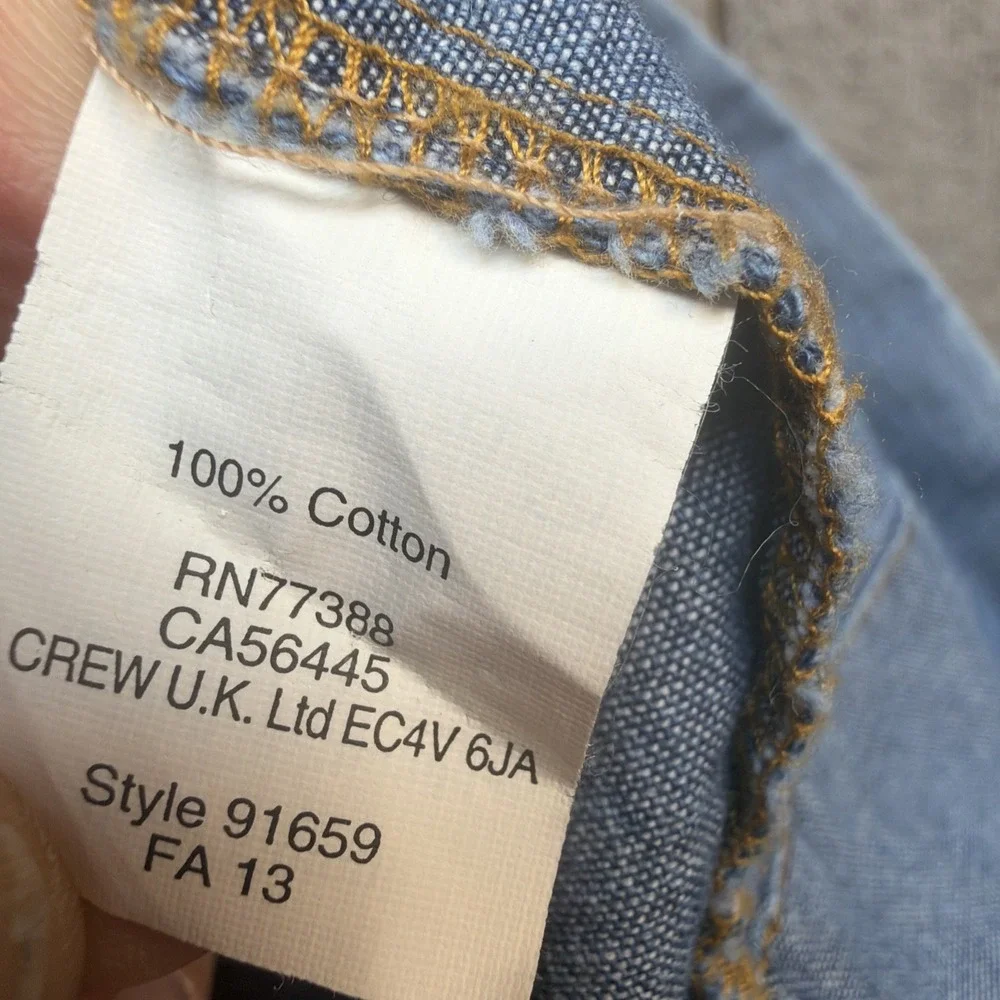 100% Cotton
RN77388
CA56445
CREW U.K. Ltd EC4V 6JA
Style 91659
FA 13